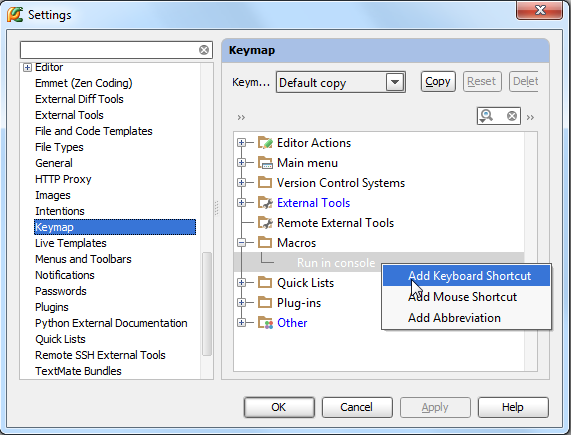 Settings
Editor
Emmet (Zen Coding)
External Diff Tools
External Tools
File and Code Templates
File Types
General
HTTP Proxy
Images
Intentions
Keymap
Live Templates
Menus and Toolbars
Notifications
Passwords
Plugins
Python External Documentation
Quick Lists
Remote SSH External Tools
TextMate Bundles
Keymap
Keym... Default copy Copy Reset Delet
>> >>
Editor Actions
Main menu
Version Control Systems
External Tools
Remote External Tools
Macros
Run in console
Quick Lists
Plug-ins
Other
Add Keyboard Shortcut
Add Mouse Shortcut
Add Abbreviation
OK Cancel Apply Help